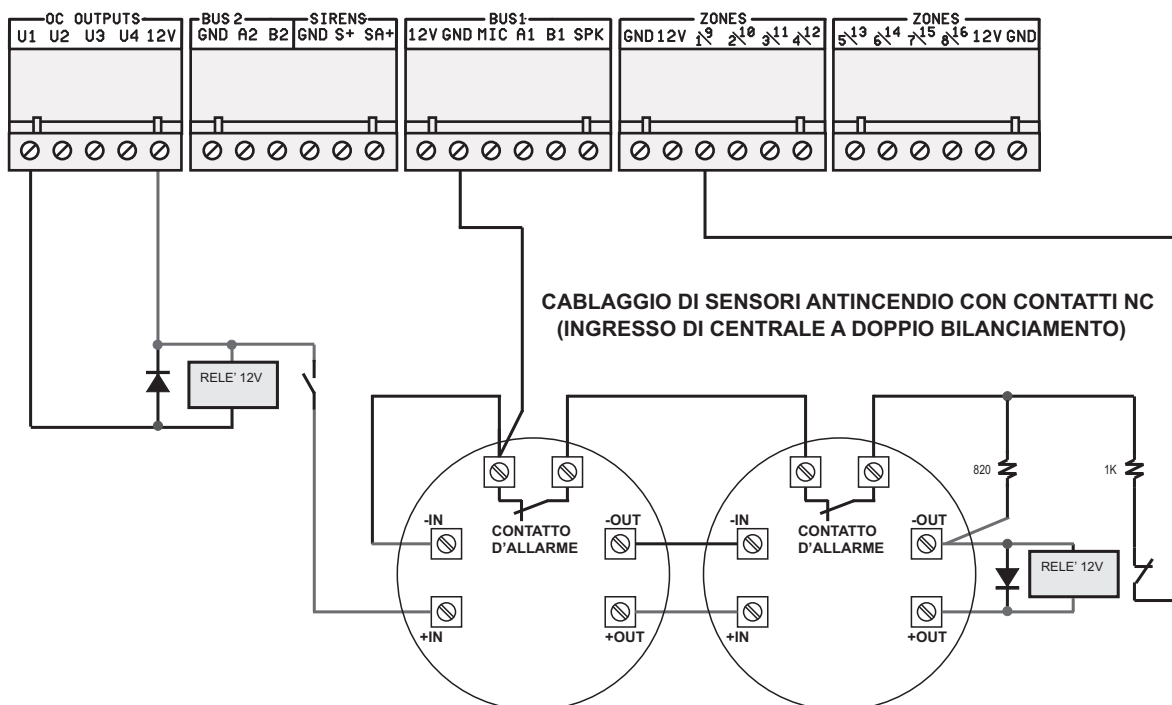 OC OUTPUTS
U1 U2 U3 U4 12V
BUS 2 SIRENS
GND A2 B2 GND S+ SA+
BUS1
12V GND MIC A1 B1 SPK
ZONES
GND 12V 1 9 2 10 3 11 4 12
ZONES
5 13 6 14 7 15 8 16 12V GND
CABLAGGIO DI SENSORI ANTINCENDIO CON CONTATTI NC
(INGRESSO DI CENTRALE A DOPPIO BILANCIAMENTO)
RELE' 12V
820
1K
-IN
CONTATTO
D'ALLARME
-OUT
-IN
CONTATTO
D'ALLARME
-OUT
RELE' 12V
+IN
+OUT
+IN
+OUT